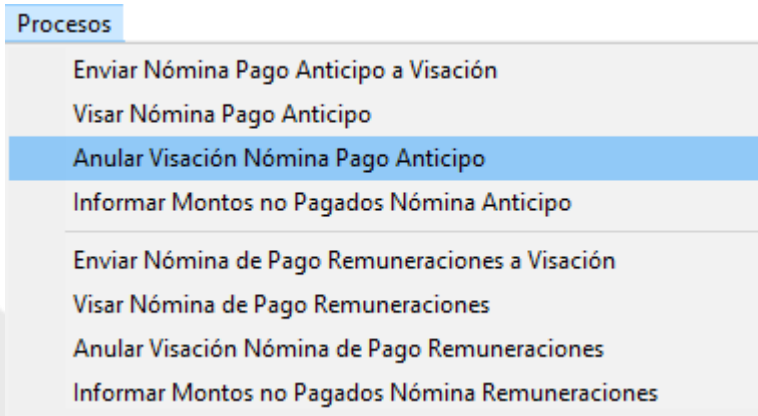 Procesos
Enviar Nómina Pago Anticipo a Visación
Visar Nómina Pago Anticipo
Anular Visación Nómina Pago Anticipo
Informar Montos no Pagados Nómina Anticipo
Enviar Nómina de Pago Remuneraciones a Visación
Visar Nómina de Pago Remuneraciones
Anular Visación Nómina de Pago Remuneraciones
Informar Montos no Pagados Nómina Remuneraciones